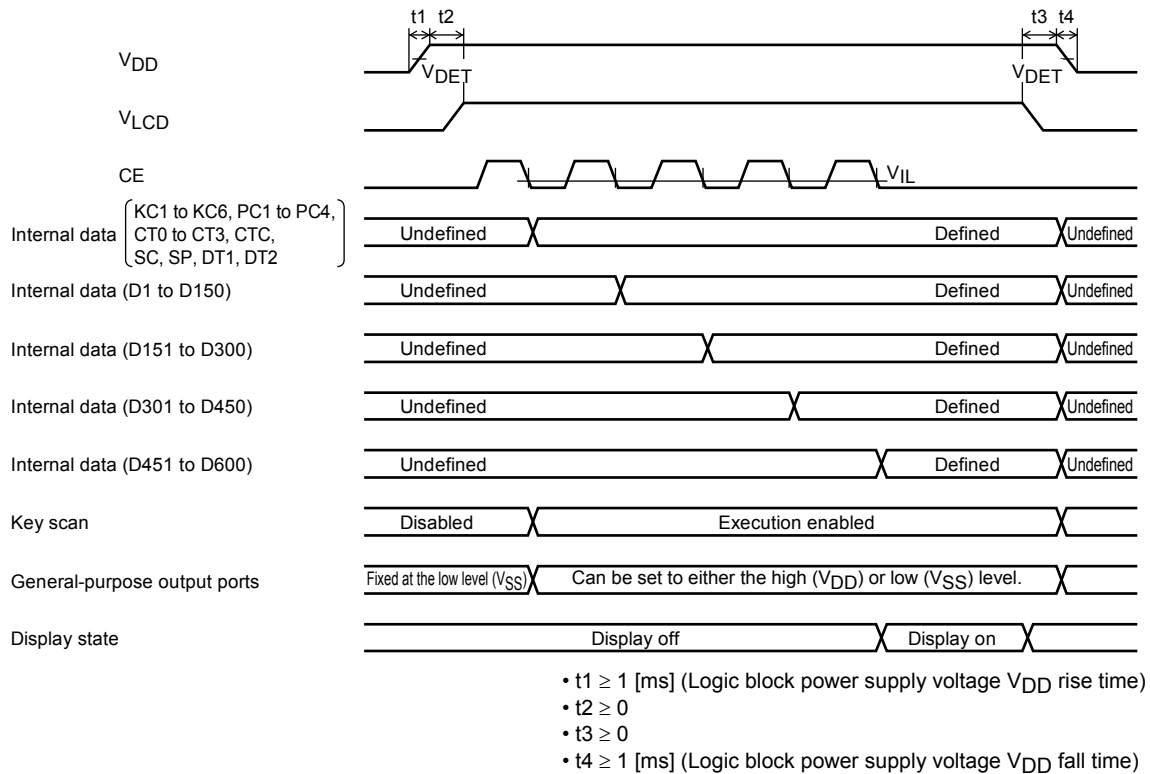 t1 t2 t3 t4
VDD
VDET VDET
VLCD
CE
VIL
Internal data
KC1 to KC6, PC1 to PC4,
CT0 to CT3, CTC,
SC, SP, DT1, DT2
Undefined Defined Undefined
Internal data (D1 to D150) Undefined Defined Undefined
Internal data (D151 to D300) Undefined Defined Undefined
Internal data (D301 to D450) Undefined Defined Undefined
Internal data (D451 to D600) Undefined Defined Undefined
Key scan Disabled Execution enabled
General-purpose output ports Fixed at the low level (VSS) Can be set to either the high (VDD) or low (VSS) level.
Display state Display off Display on
• t1 ≥ 1 [ms] (Logic block power supply voltage VDD rise time)
• t2 ≥ 0
• t3 ≥ 0
• t4 ≥ 1 [ms] (Logic block power supply voltage VDD fall time)